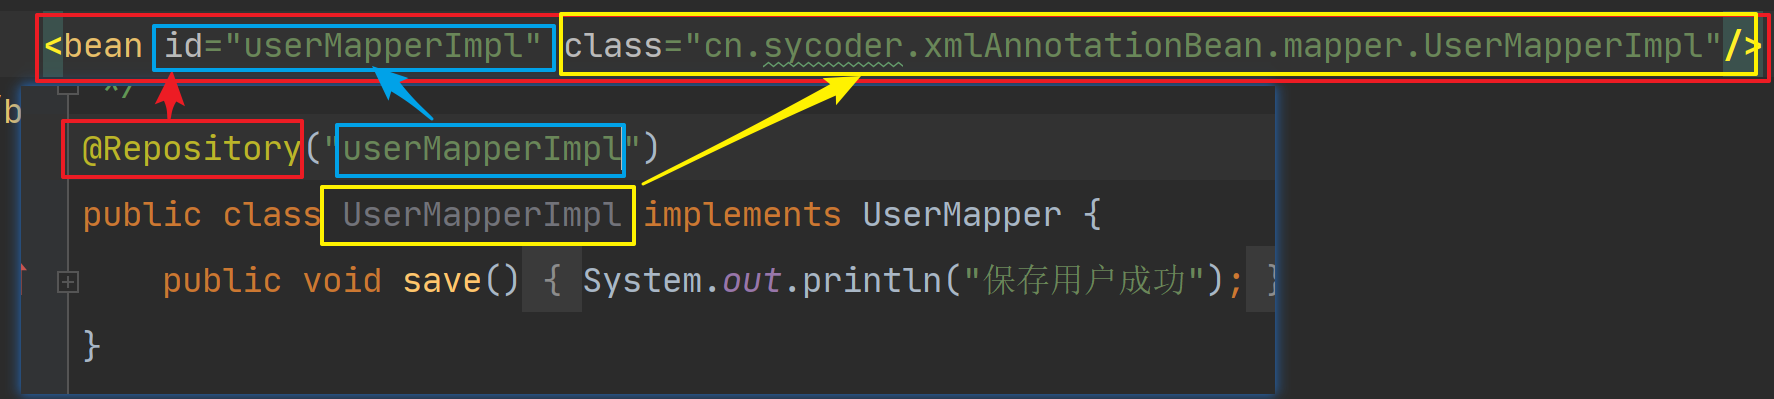 <bean id="userMapperImpl" class="cn.sycoder.xmlAnnotationBean.mapper.UserMapperImpl"/>
*/
b
@Repository("userMapperImpl")
public class UserMapperImpl implements UserMapper {
public void save() { System.out.println("保存用户成功"); }
}